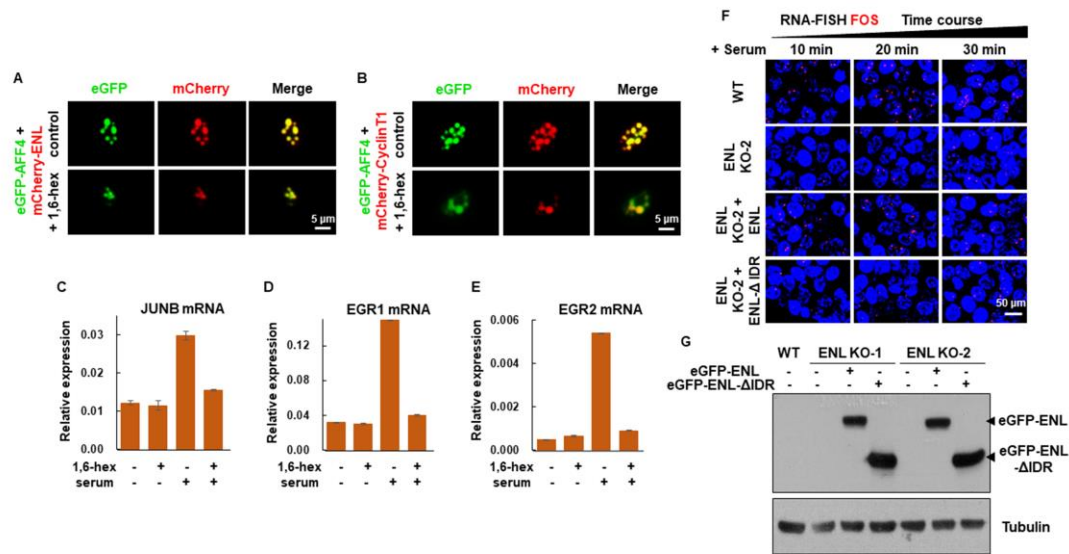 A
eGFP mCherry Merge
eGFP-AFF4 +
mCherry-ENL
control
+ 1,6-hex
5 µm
B
eGFP mCherry Merge
eGFP-AFF4 +
mCherry-CyclinT1
control
+ 1,6-hex
5 µm
C
JUNB mRNA
Relative expression
0.03
0.02
0.01
0.00
1,6-hex - + - +
serum - - + +
D
EGR1 mRNA
Relative expression
0.12
0.08
0.04
0.00
1,6-hex - + - +
serum - - + +
E
EGR2 mRNA
Relative expression
0.006
0.004
0.002
0.000
1,6-hex - + - +
serum - - + +
F
RNA-FISH FOS Time course
+ Serum 10 min 20 min 30 min
WT
ENL
KO-2
ENL
KO-2 +
ENL
ENL
KO-2 +
ENL-Δ IDR
50 µm
G
WT ENL KO-1 ENL KO-2
eGFP-ENL - - + - - + -
eGFP-ENL-ΔIDR - - - + - - +
eGFP-ENL
eGFP-ENL
-ΔIDR
Tubulin